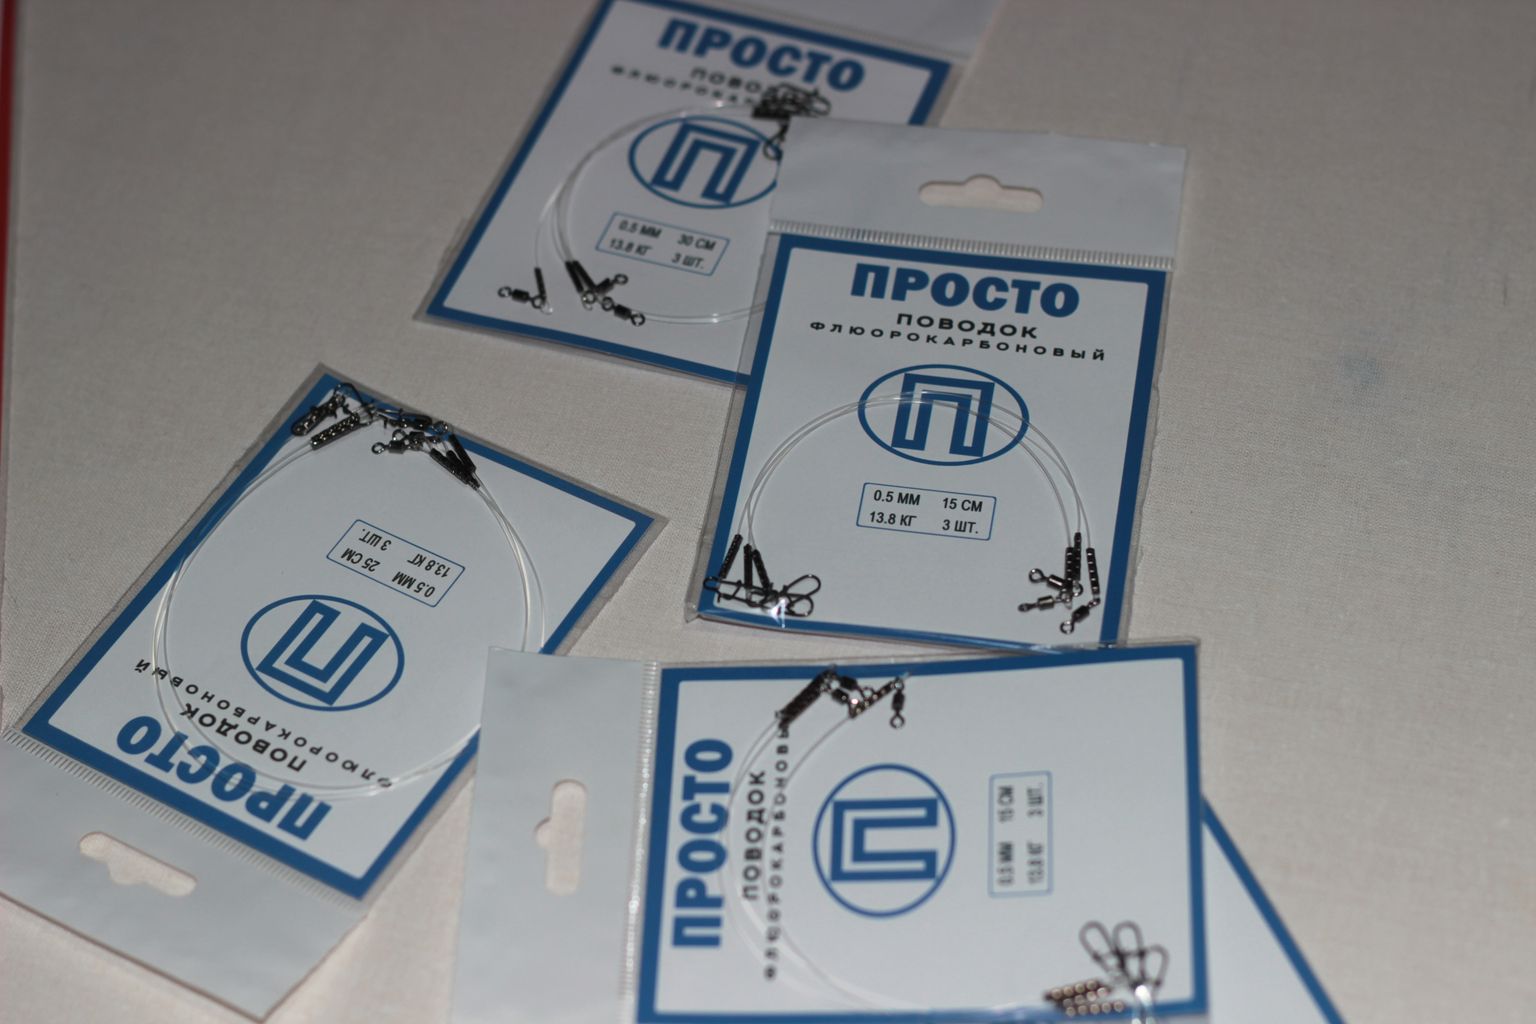 ПРОСТО
ПОВОДОК
0.5 ММ 30 СМ
13.8 КГ 3 ШТ.
ПРОСТО
ПОВОДОК
ФЛЮОРОКАРБОНОВЫЙ
П
0.5 ММ 15 СМ
13.8 КГ 3 ШТ.
ПРОСТО
ПОВОДОК
ФЛЮОРОКАРБОНОВЫЙ
П
0.5 ММ 25 СМ
13.8 КГ 3 ШТ.
ПРОСТО
ПОВОДОК
ФЛЮОРОКАРБОНОВЫЙ
П
0.5 ММ 15 СМ
13.8 КГ 3 ШТ.